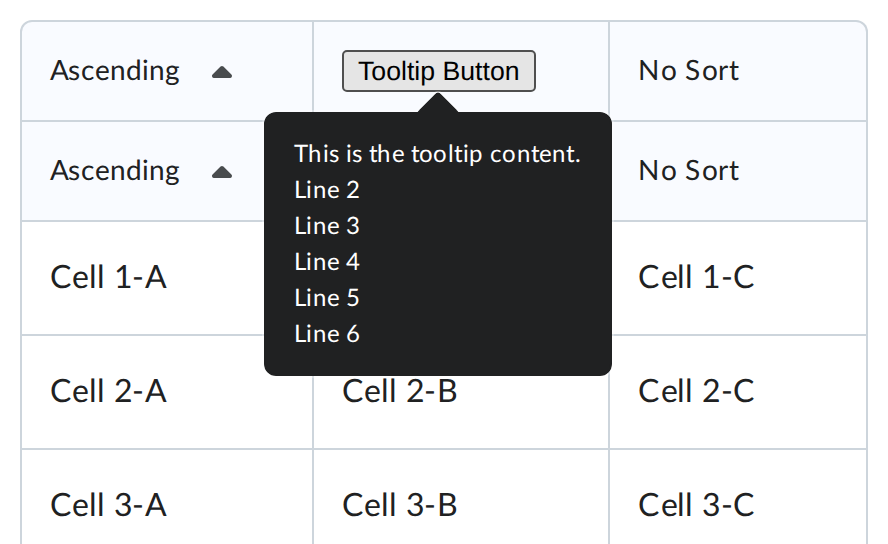 Ascending
Tooltip Button
No Sort
This is the tooltip content.
Line 2
Line 3
Line 4
Line 5
Line 6
Ascending
No Sort
Cell 1-A
Cell 1-C
Cell 2-A
Cell 2-B
Cell 2-C
Cell 3-A
Cell 3-B
Cell 3-C